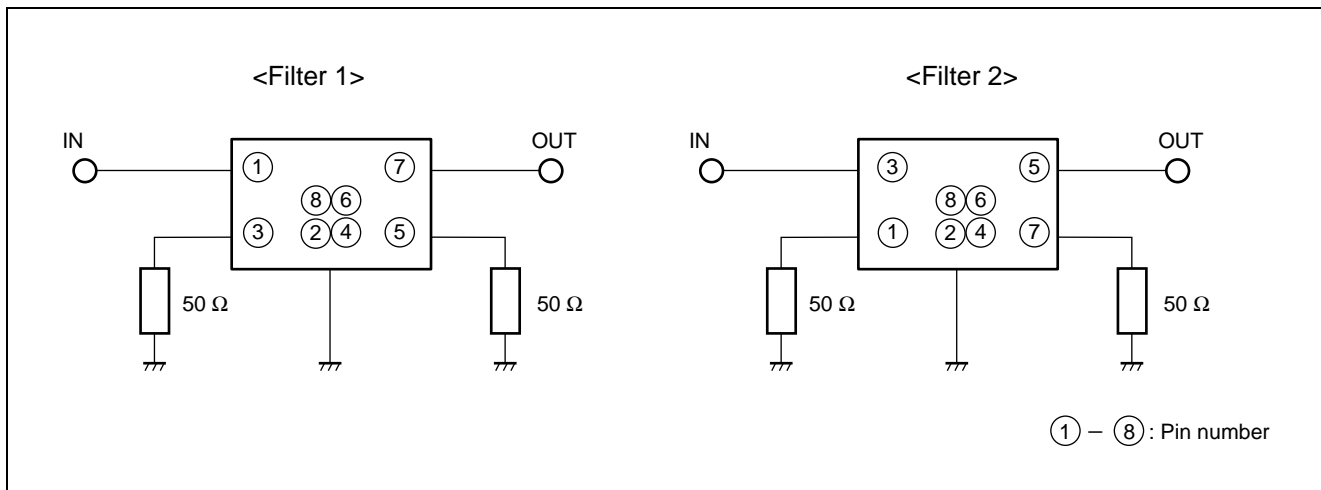 <Filter 1>
IN
OUT
1
7
8 6
3
2 4
5
50 Ω
50 Ω
<Filter 2>
IN
OUT
3
5
8 6
1
2 4
7
50 Ω
50 Ω
1 – 8 : Pin number